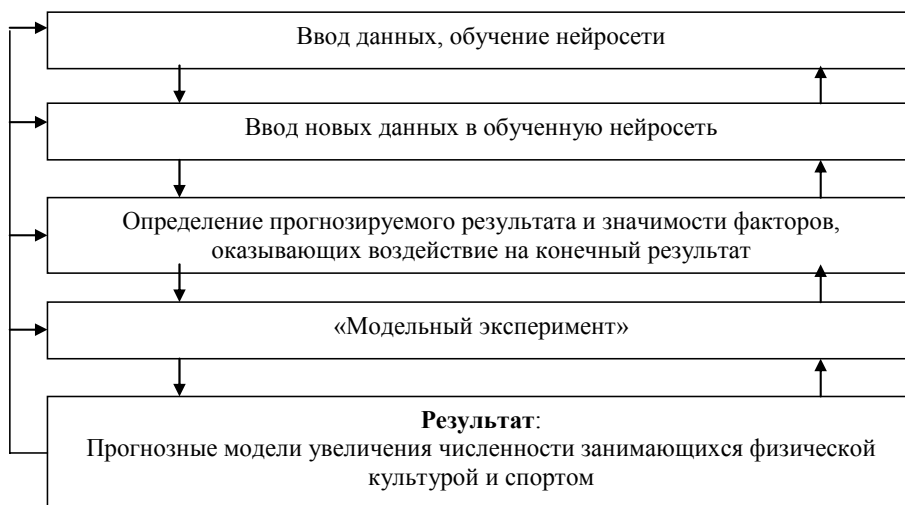 Ввод данных, обучение нейросети
Ввод новых данных в обученную нейросеть
Определение прогнозируемого результата и значимости факторов,
оказывающих воздействие на конечный результат
«Модельный эксперимент»
Результат:
Прогнозные модели увеличения численности занимающихся физической
культурой и спортом